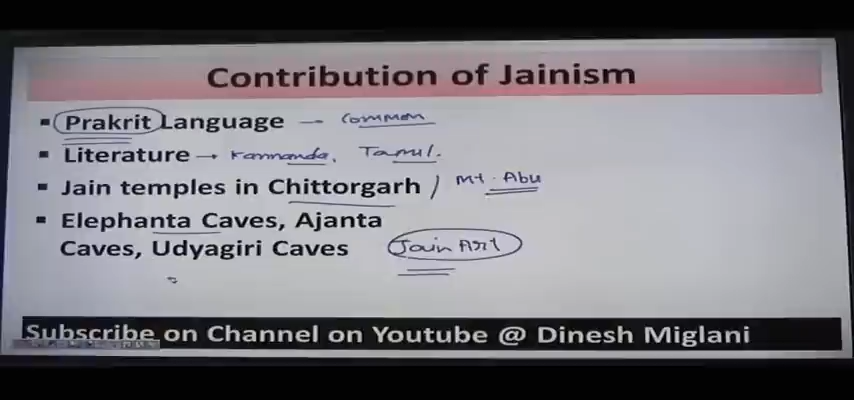 Contribution of Jainism
▪ Prakrit Language — Common
▪ Literature → Kannanda, Tamil.
▪ Jain temples in Chittorgarh / Mt. Abu
▪ Elephanta Caves, Ajanta
Caves, Udyagiri Caves Jain Art
Subscribe on Channel on Youtube @ Dinesh Miglani